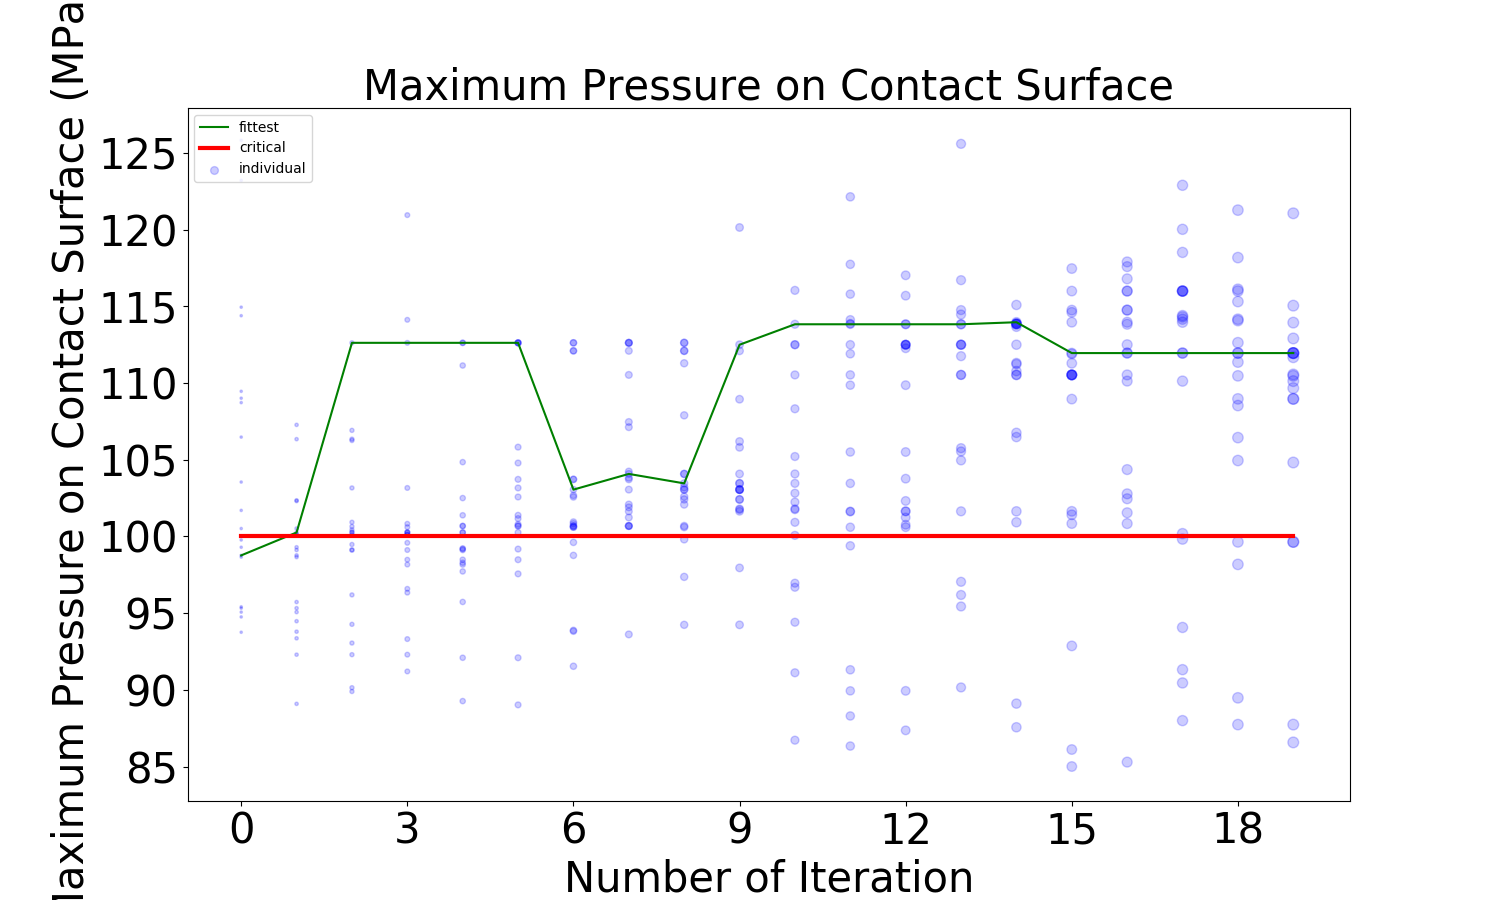 Maximum Pressure on Contact Surface
fittest
critical
individual
Maximum Pressure on Contact Surface (MPa
125
120
115
110
105
100
95
90
85
0 3 6 9 12 15 18
Number of Iteration